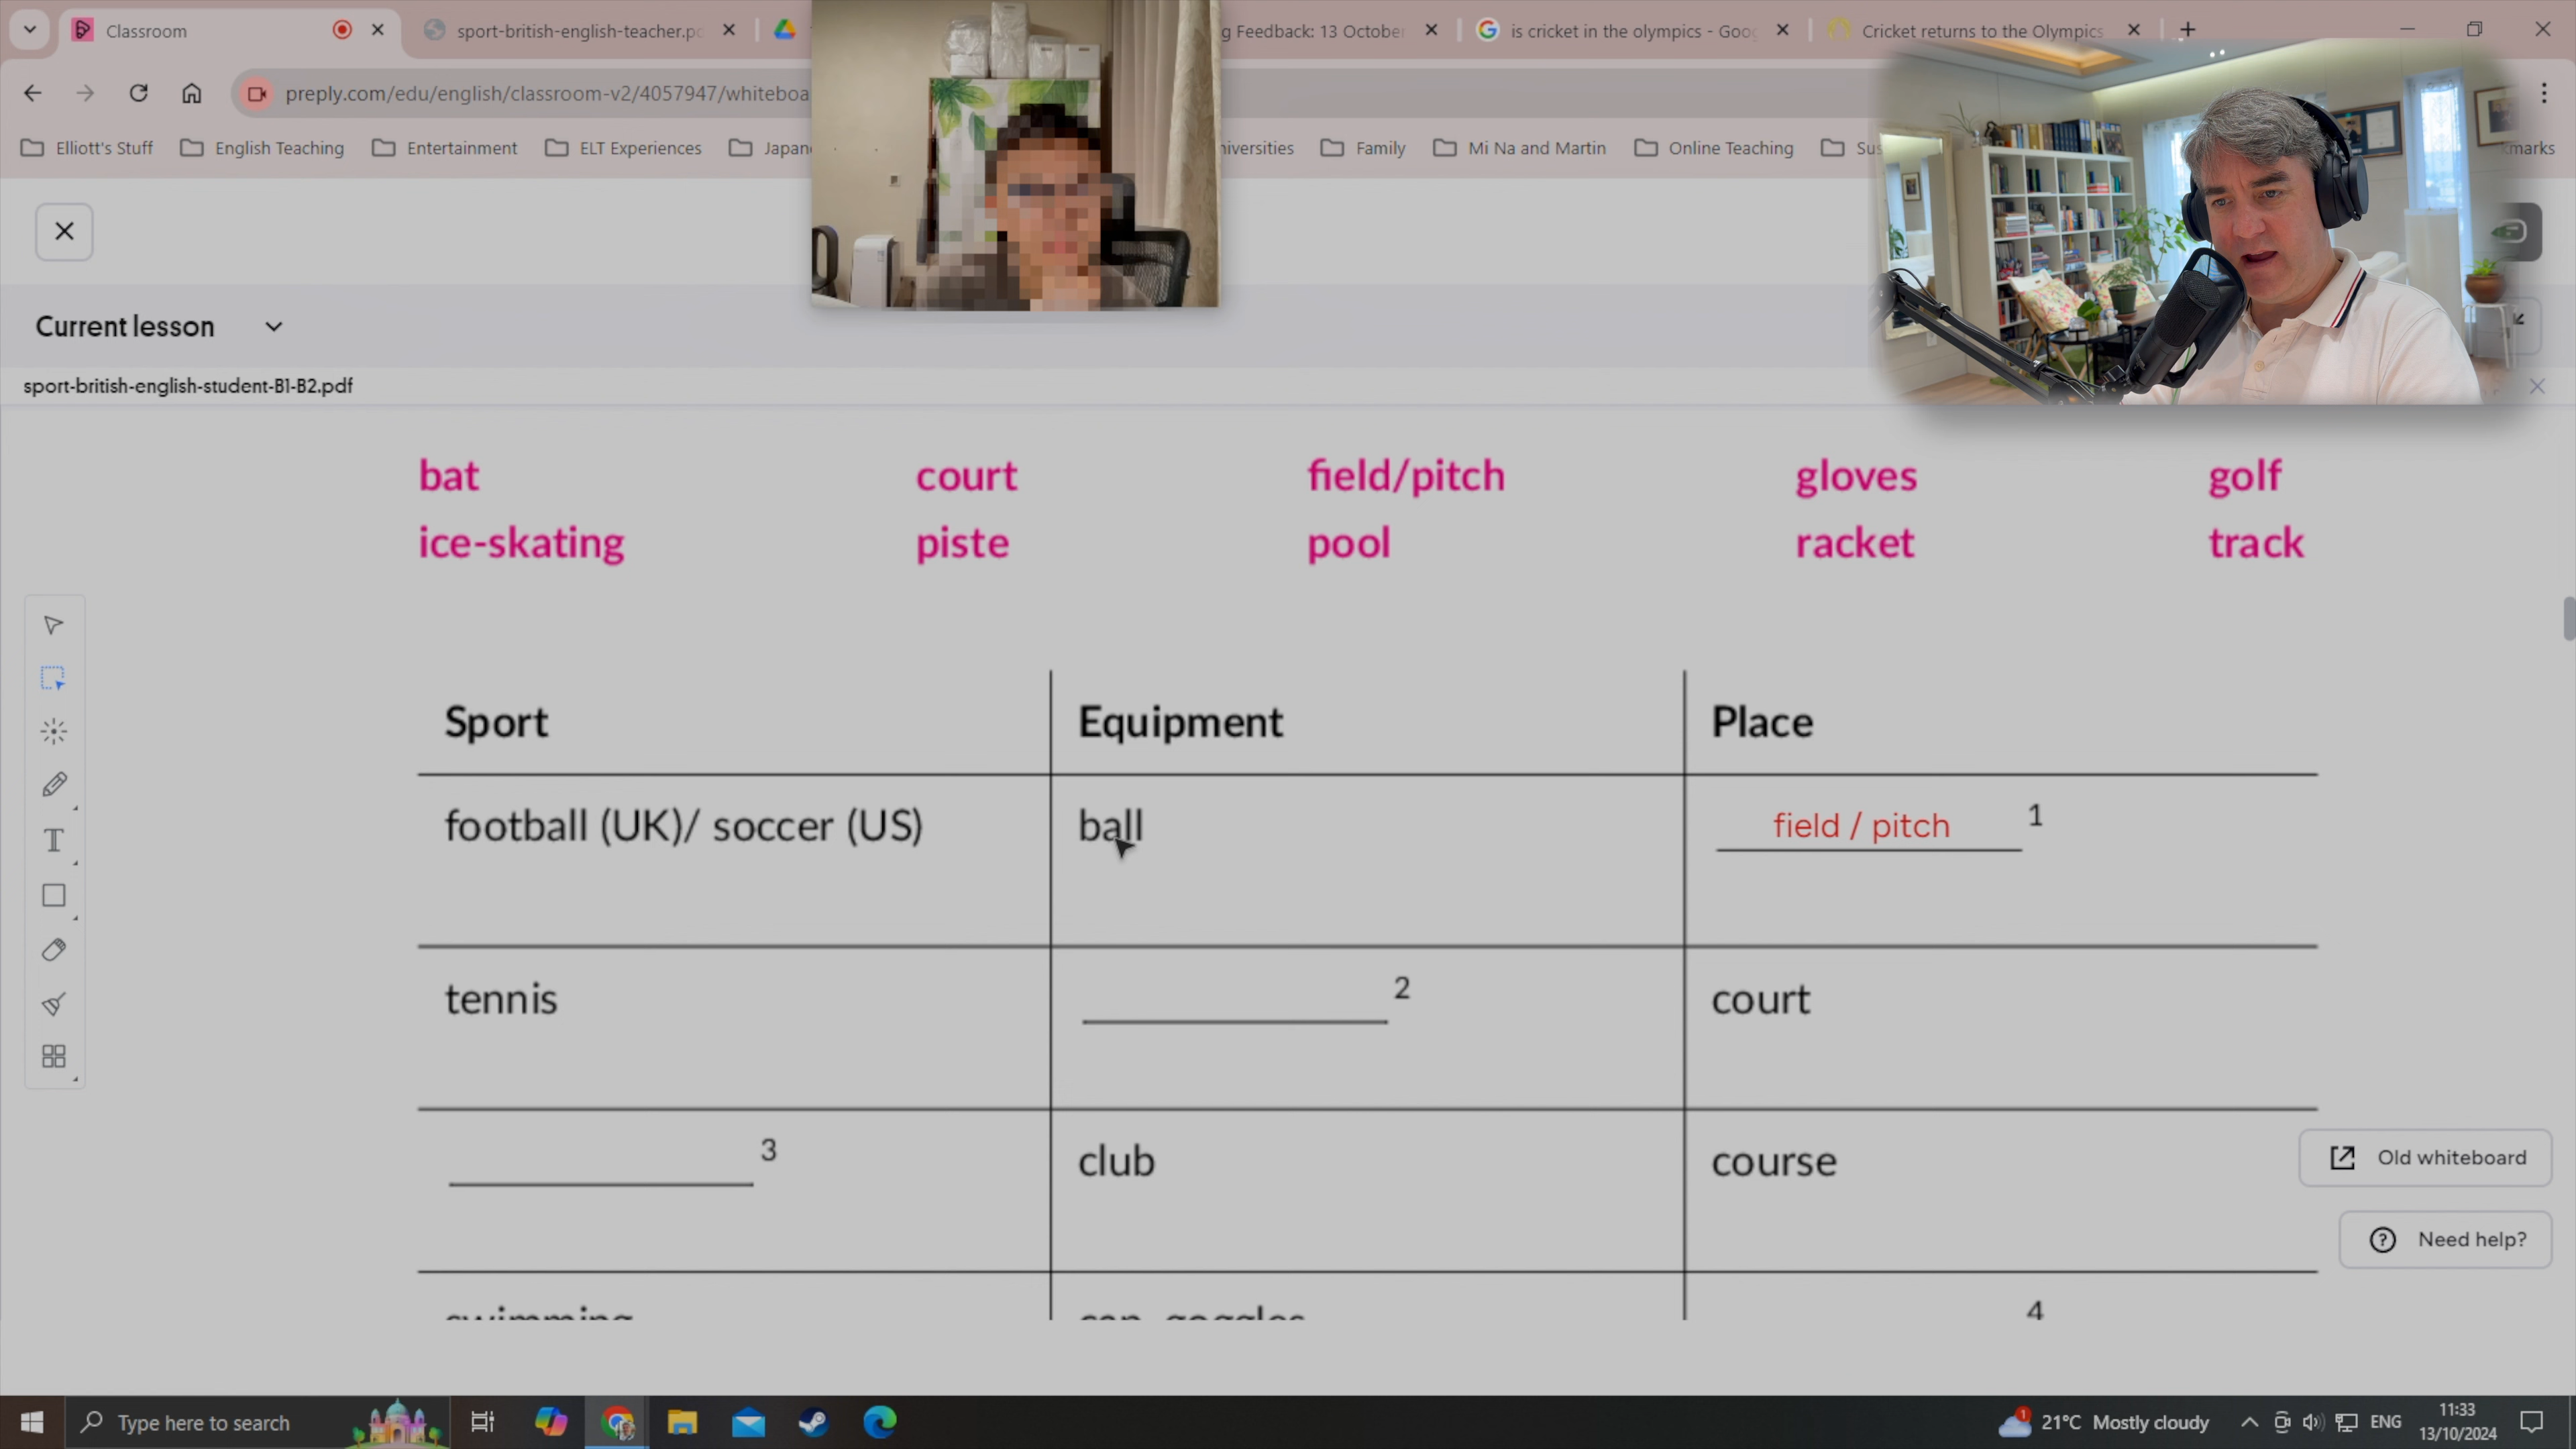 Classroom
sport-british-english-teacher.pd
g Feedback: 13 October
is cricket in the olympics - Goog
Cricket returns to the Olympics
preply.com/edu/english/classroom-v2/4057947/whiteboa
Elliott's Stuff
English Teaching
Entertainment
ELT Experiences
Family
Mi Na and Martin
Online Teaching
Current lesson
sport-british-english-student-B1-B2.pdf
bat court field/pitch gloves golf
ice-skating piste pool racket track
Sport Equipment Place
football (UK)/ soccer (US) ball field / pitch 1
tennis 2 court
3 club course
swimming cap, goggles 4
Old whiteboard
Need help?
Type here to search
1
21°C Mostly cloudy
ENG
11:33
13/10/2024